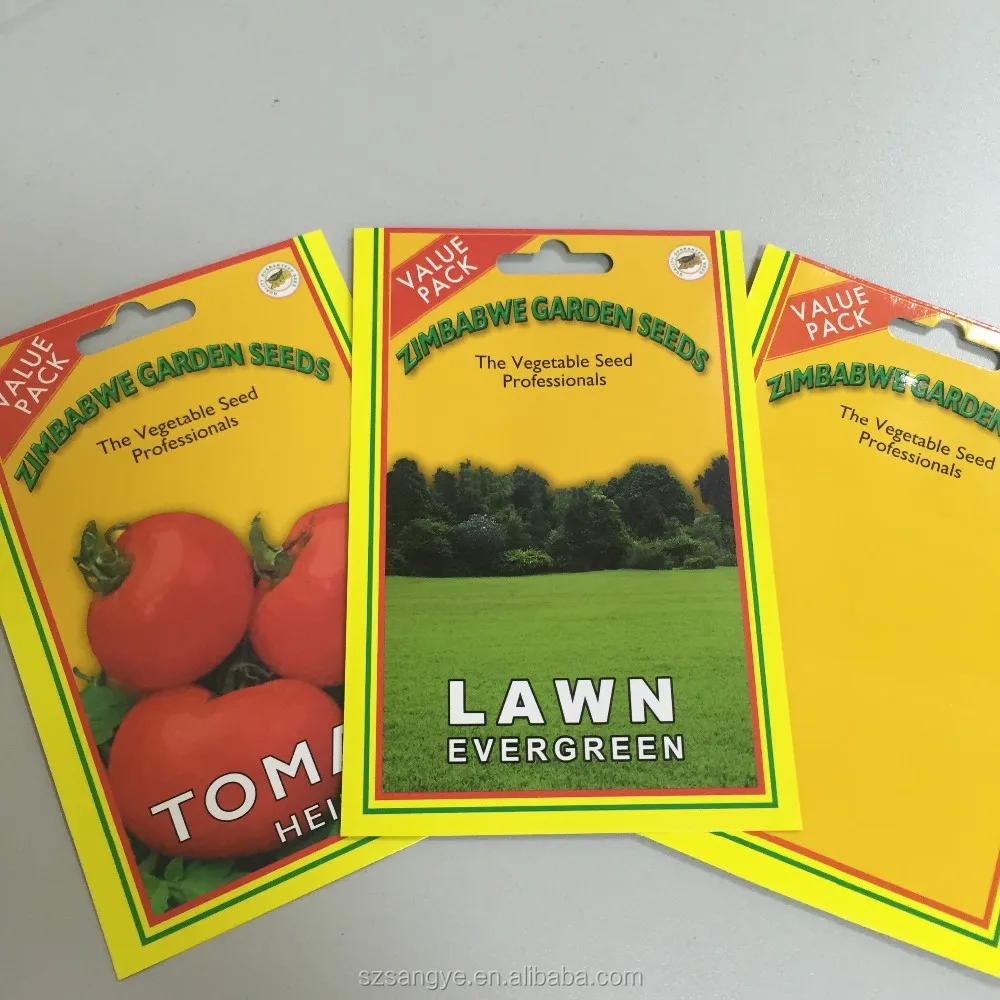 VALUE
PACK
ZIMBABWE GARDEN SEEDS
The Vegetable Seed
Professionals
TOMA
HEI
VALUE
PACK
ZIMBABWE GARDEN SEEDS
The Vegetable Seed
Professionals
LAWN
EVERGREEN
VALUE
PACK
ZIMBABWE GARDEN
The Vegetable Seed
Professionals
szsangye.en.alibaba.com